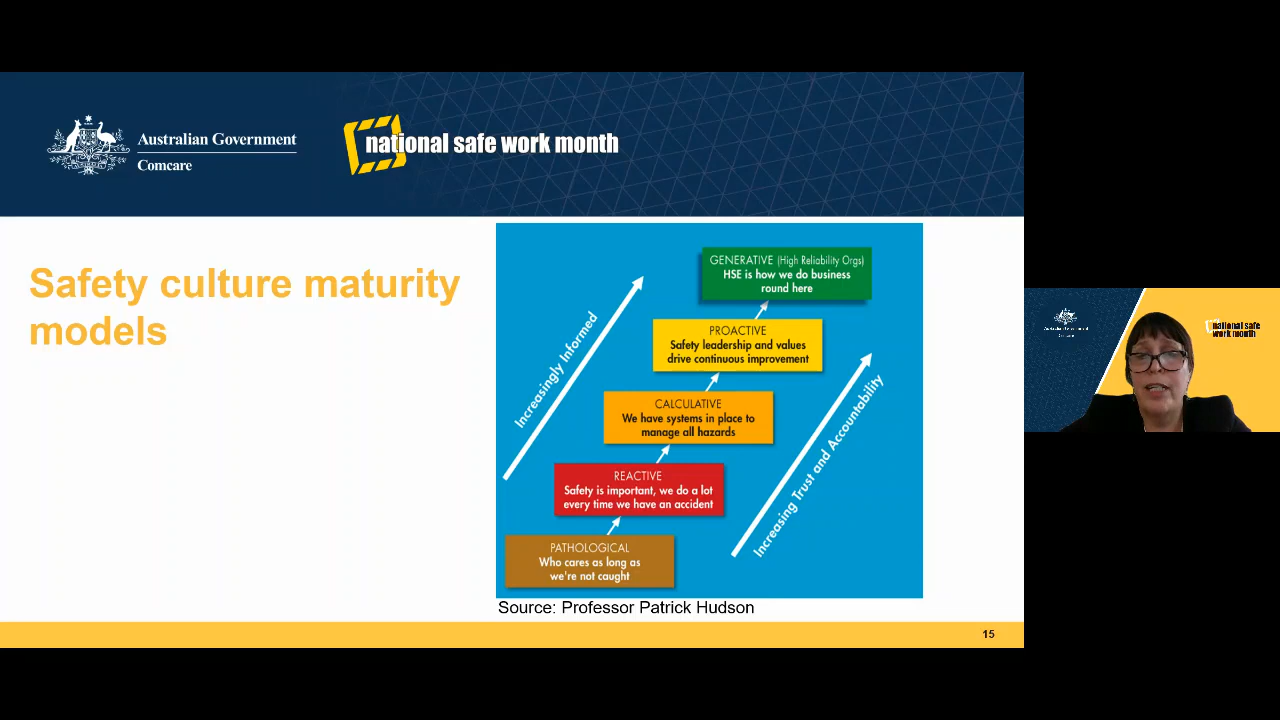 Australian Government
Comcare
national safe work month
Safety culture maturity
models
GENERATIVE (High Reliability Orgs)
HSE is how we do business
round here
PROACTIVE
Safety leadership and values
drive continuous improvement
CALCULATIVE
We have systems in place to
manage all hazards
REACTIVE
Safety is important, we do a lot
every time we have an accident
PATHOLOGICAL
Who cares as long as
we're not caught
Increasingly Informed
Increasing Trust and Accountability
Source: Professor Patrick Hudson
15
Australian Government
Comcare
national safe
work month